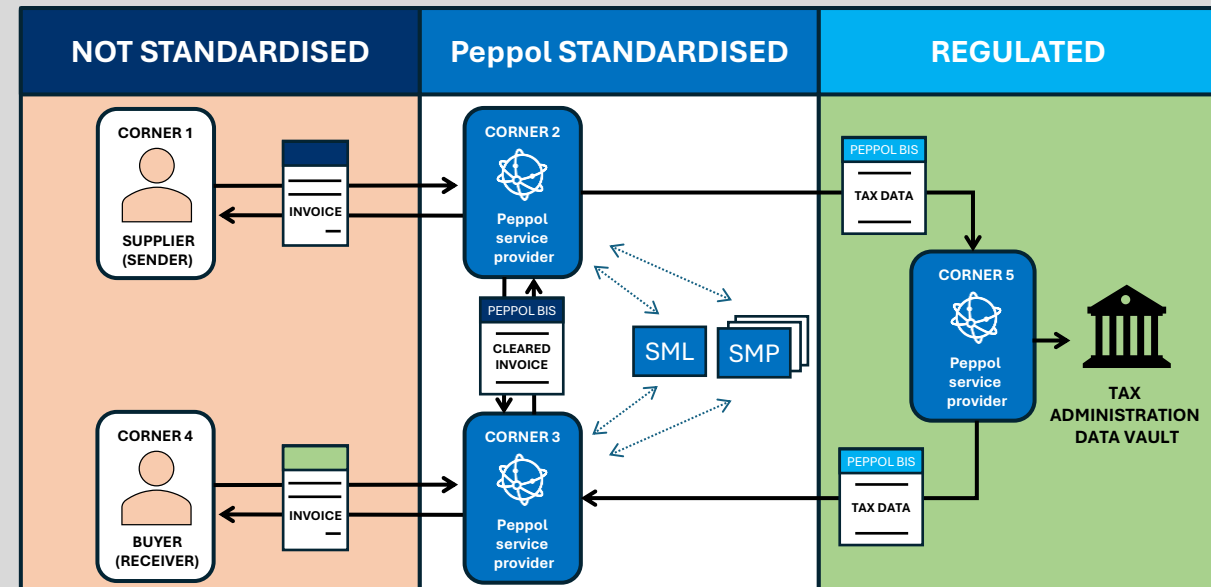 NOT STANDARDISED
Peppol STANDARDISED
REGULATED
CORNER 1
SUPPLIER
(SENDER)
INVOICE
CORNER 2
Peppol
service
provider
PEPPOL BIS
TAX DATA
CORNER 5
Peppol
service
provider
TAX
ADMINISTRATION
DATA VAULT
PEPPOL BIS
CLEARED
INVOICE
SML
SMP
CORNER 4
BUYER
(RECEIVER)
INVOICE
CORNER 3
Peppol
service
provider
PEPPOL BIS
TAX DATA